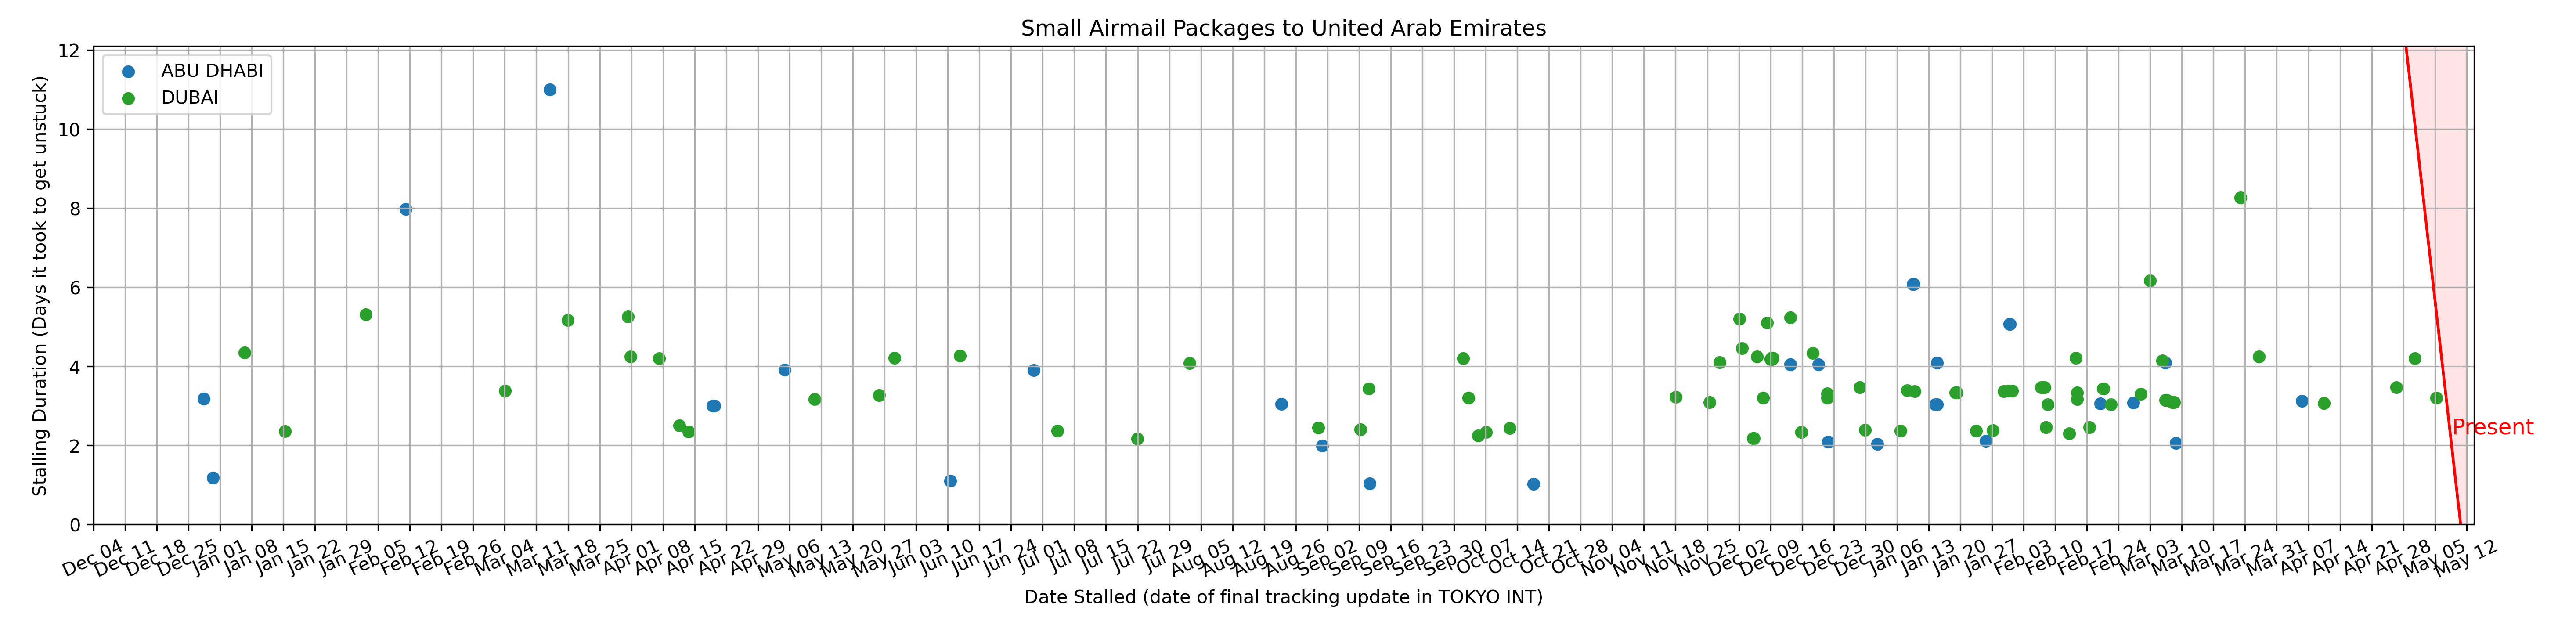 Small Airmail Packages to United Arab Emirates
ABU DHABI
DUBAI
Stalling Duration (Days it took to get unstuck)
12
10
8
6
4
2
0
Present
Dec 04
Dec 11
Dec 18
Dec 25
Jan 01
Jan 08
Jan 15
Jan 22
Jan 29
Feb 05
Feb 12
Feb 19
Feb 26
Mar 04
Mar 11
Mar 18
Mar 25
Apr 01
Apr 08
Apr 15
Apr 22
Apr 29
May 06
May 13
May 20
May 27
Jun 03
Jun 10
Jun 17
Jun 24
Jul 01
Jul 08
Jul 15
Jul 22
Jul 29
Aug 05
Aug 12
Aug 19
Aug 26
Sep 02
Sep 09
Sep 16
Sep 23
Sep 30
Oct 07
Oct 14
Oct 21
Oct 28
Nov 04
Nov 11
Nov 18
Nov 25
Dec 02
Dec 09
Dec 16
Dec 23
Dec 30
Jan 06
Jan 13
Jan 20
Jan 27
Feb 03
Feb 10
Feb 17
Feb 24
Mar 03
Mar 10
Mar 17
Mar 24
Mar 31
Apr 07
Apr 14
Apr 21
Apr 28
May 05
May 12
Date Stalled (date of final tracking update in TOKYO INT)